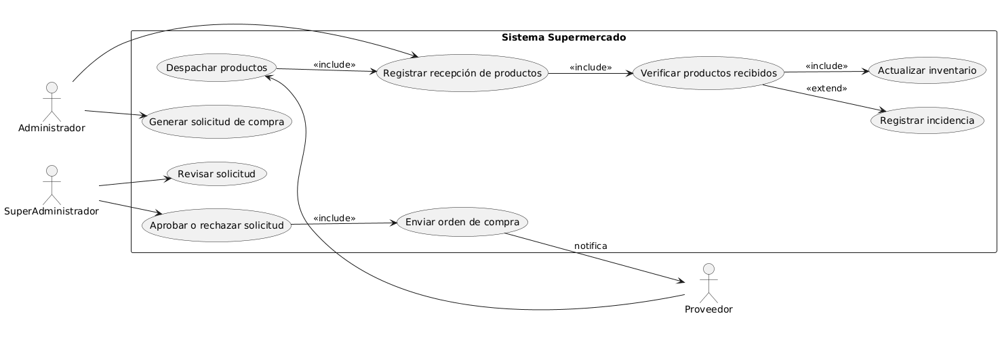 Sistema Supermercado
Despachar productos
«include»
Registrar recepción de productos
«include»
Verificar productos recibidos
«include»
Actualizar inventario
«extend»
Registrar incidencia
Administrador
Generar solicitud de compra
SuperAdministrador
Revisar solicitud
Aprobar o rechazar solicitud
«include»
Enviar orden de compra
notifica
Proveedor